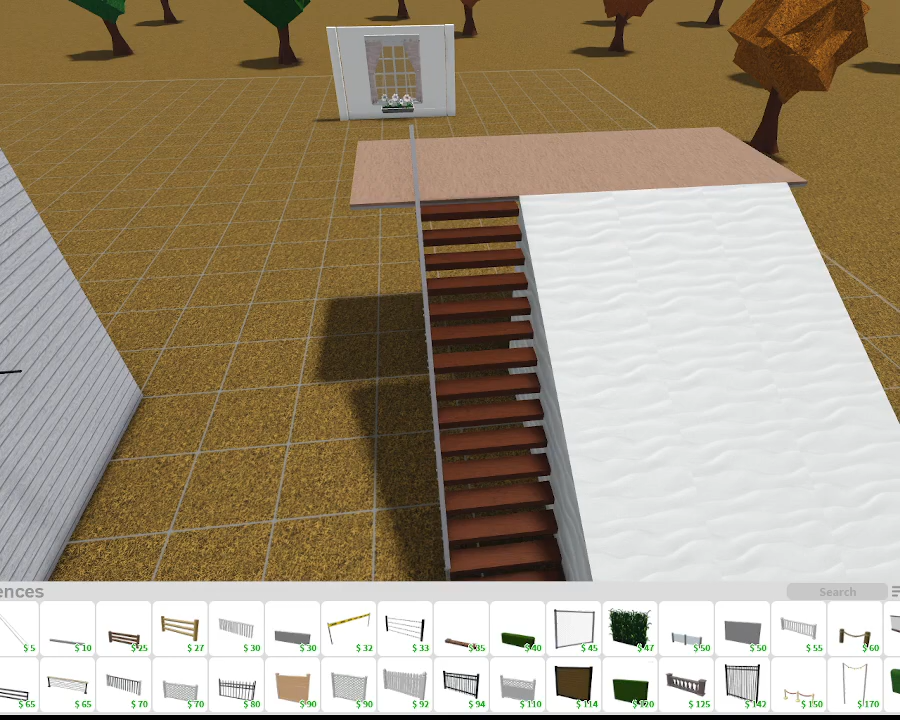 ences
Search
$ 5 $ 10 $ 25 $ 27 $ 30 $ 30 $ 32 $ 33 $ 35 $ 40 $ 45 $ 47 $ 50 $ 50 $ 55 $ 60
$ 65 $ 65 $ 70 $ 70 $ 80 $ 90 $ 90 $ 92 $ 94 $ 110 $ 114 $ 120 $ 125 $ 142 $ 150 $ 170